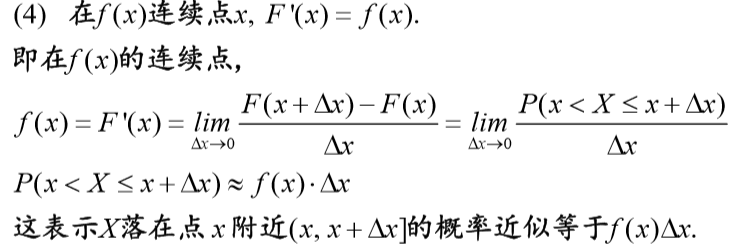 (4) 在f(x)连续点x, F'(x) = f(x).
即在f(x)的连续点，
f(x) = F'(x) = lim_{Δx→0} \frac{F(x+Δx)−F(x)}{Δx} = lim_{Δx→0} \frac{P(x < X ≤ x+Δx)}{Δx}
P(x < X ≤ x+Δx) ≈ f(x)·Δx
这表示X落在点x附近(x, x+Δx]的概率近似等于f(x)Δx.